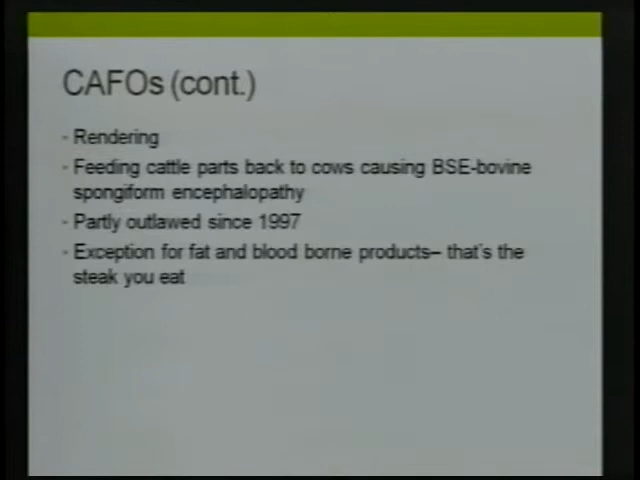 CAFOs (cont.)
- Rendering
- Feeding cattle parts back to cows causing BSE-bovine
spongiform encephalopathy
- Partly outlawed since 1997
- Exception for fat and blood borne products– that's the
steak you eat